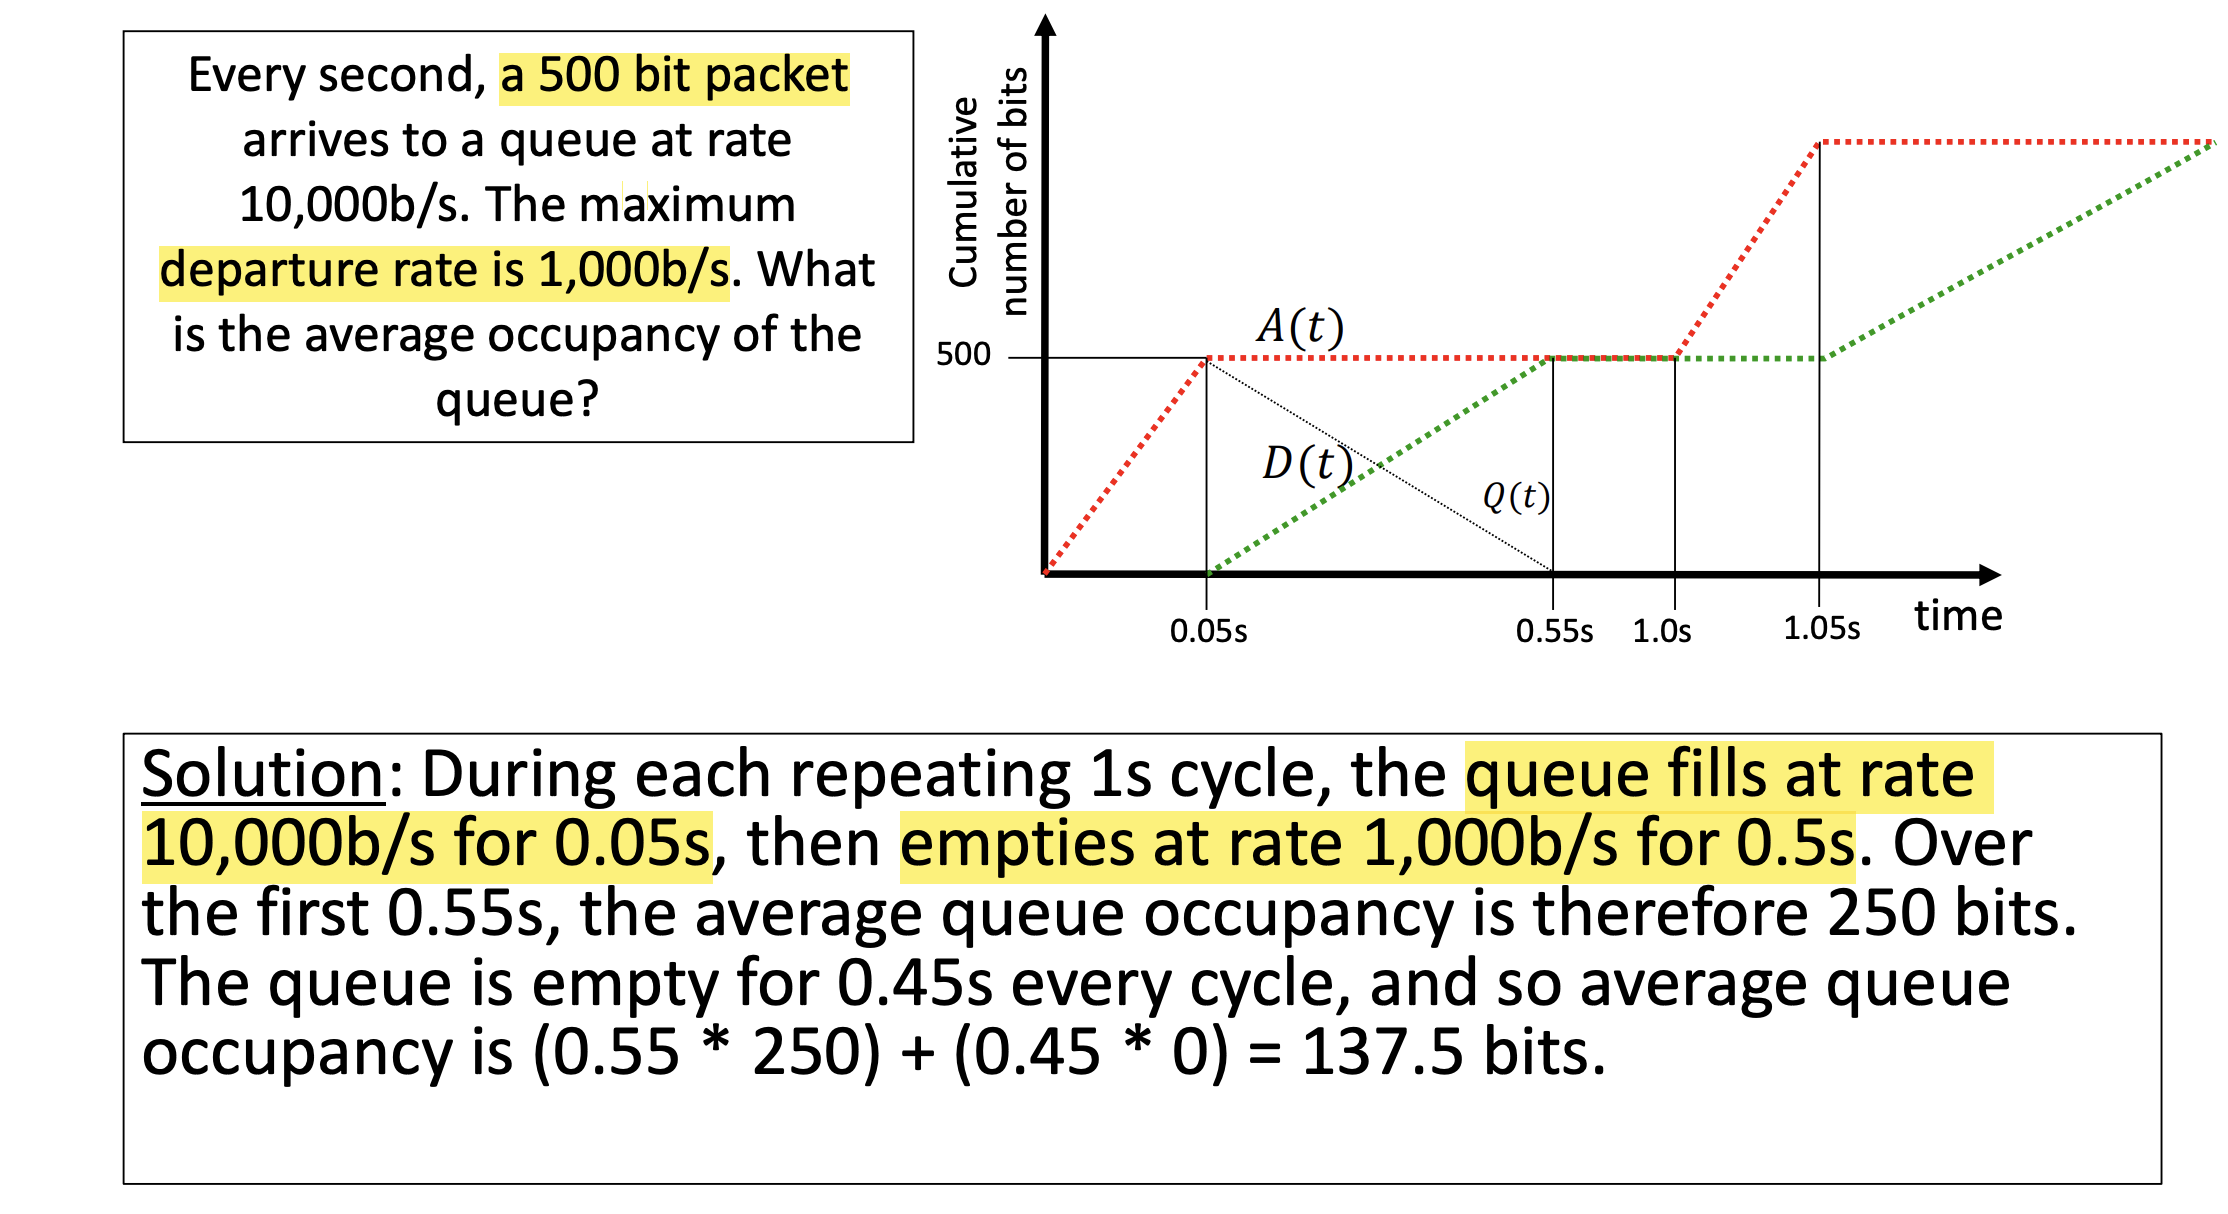 Every second, a 500 bit packet
arrives to a queue at rate
10,000b/s. The maximum
departure rate is 1,000b/s. What
is the average occupancy of the
queue?
Cumulative
number of bits
500
A(t)
D(t)
Q(t)
0.05s
0.55s
1.0s
1.05s
time
Solution: During each repeating 1s cycle, the queue fills at rate
10,000b/s for 0.05s, then empties at rate 1,000b/s for 0.5s. Over
the first 0.55s, the average queue occupancy is therefore 250 bits.
The queue is empty for 0.45s every cycle, and so average queue
occupancy is (0.55 * 250) + (0.45 * 0) = 137.5 bits.